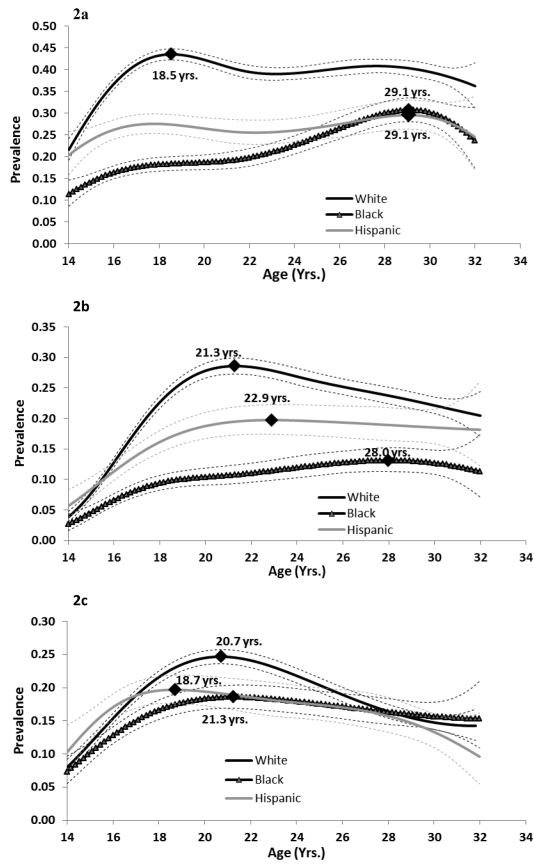 2a
0.50
0.45
0.40
0.35
0.30
0.25
0.20
0.15
0.10
0.05
0.00
Prevalence
18.5 yrs.
29.1 yrs.
29.1 yrs.
White
Black
Hispanic
14 16 18 20 22 24 26 28 30 32 34
Age (Yrs.)
2b
0.35
0.30
0.25
0.20
0.15
0.10
0.05
0.00
Prevalence
21.3 yrs.
22.9 yrs.
28.0 yrs.
White
Black
Hispanic
14 16 18 20 22 24 26 28 30 32 34
Age (Yrs.)
2c
0.30
0.25
0.20
0.15
0.10
0.05
0.00
Prevalence
20.7 yrs.
18.7 yrs.
21.3 yrs.
White
Black
Hispanic
14 16 18 20 22 24 26 28 30 32 34
Age (Yrs.)